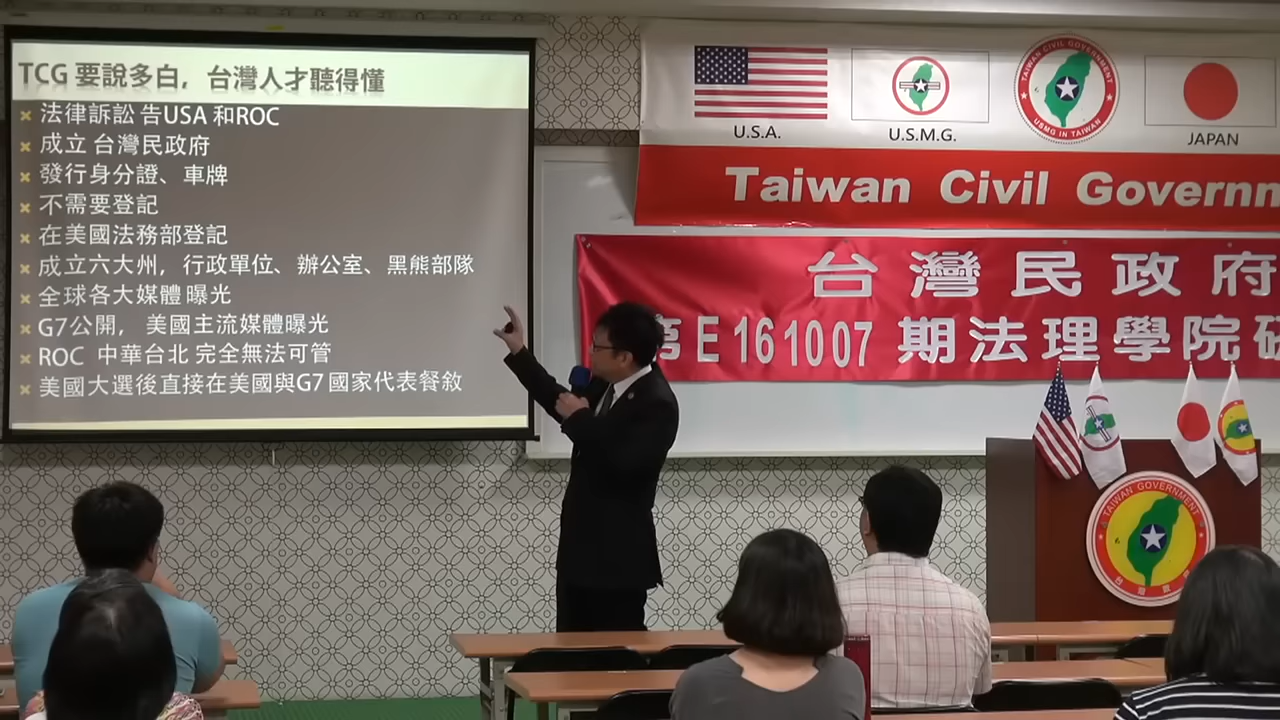 TCG 要說多白，台灣人才聽得懂
法律訴訟 告USA 和ROC
成立 台灣民政府
發行身分證、車牌
不需要登記
在美國法務部登記
成立六大州，行政單位、辦公室、黑熊部隊
全球各大媒體曝光
G7公開， 美國主流媒體曝光
ROC 中華台北 完全無法可管
美國大選後直接在美國與G7國家代表餐敘
U.S.A.
U.S.M.G.
TAIWAN CIVIL GOVERNMENT
USMG IN TAIWAN
JAPAN
Taiwan Civil Governm
台灣民政府
第E161007期法理學院研
TAIWAN GOVERNMENT